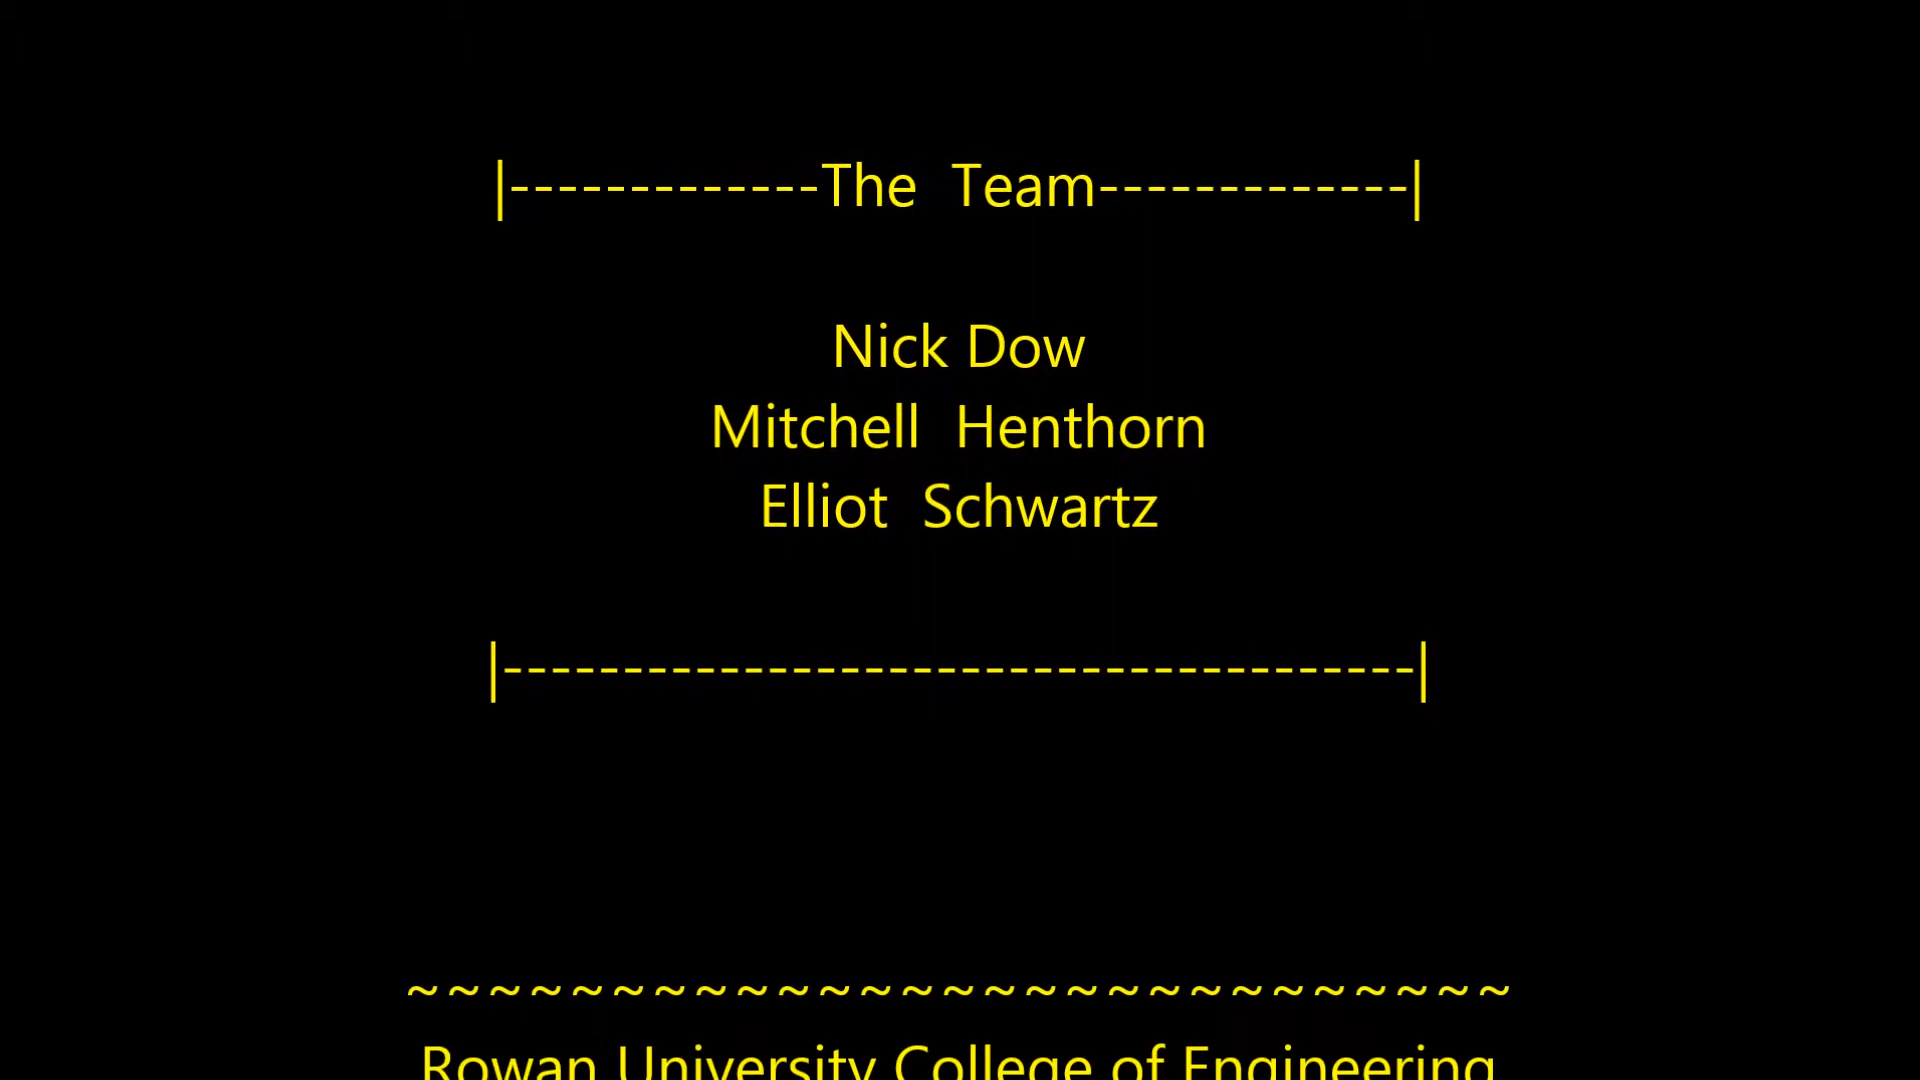 |-------------The  Team-------------|
Nick Dow
Mitchell  Henthorn
Elliot  Schwartz
|--------------------------------------|
~~~~~~~~~~~~~~~~~~~~~~~~~~~
Rowan University College of Engineering